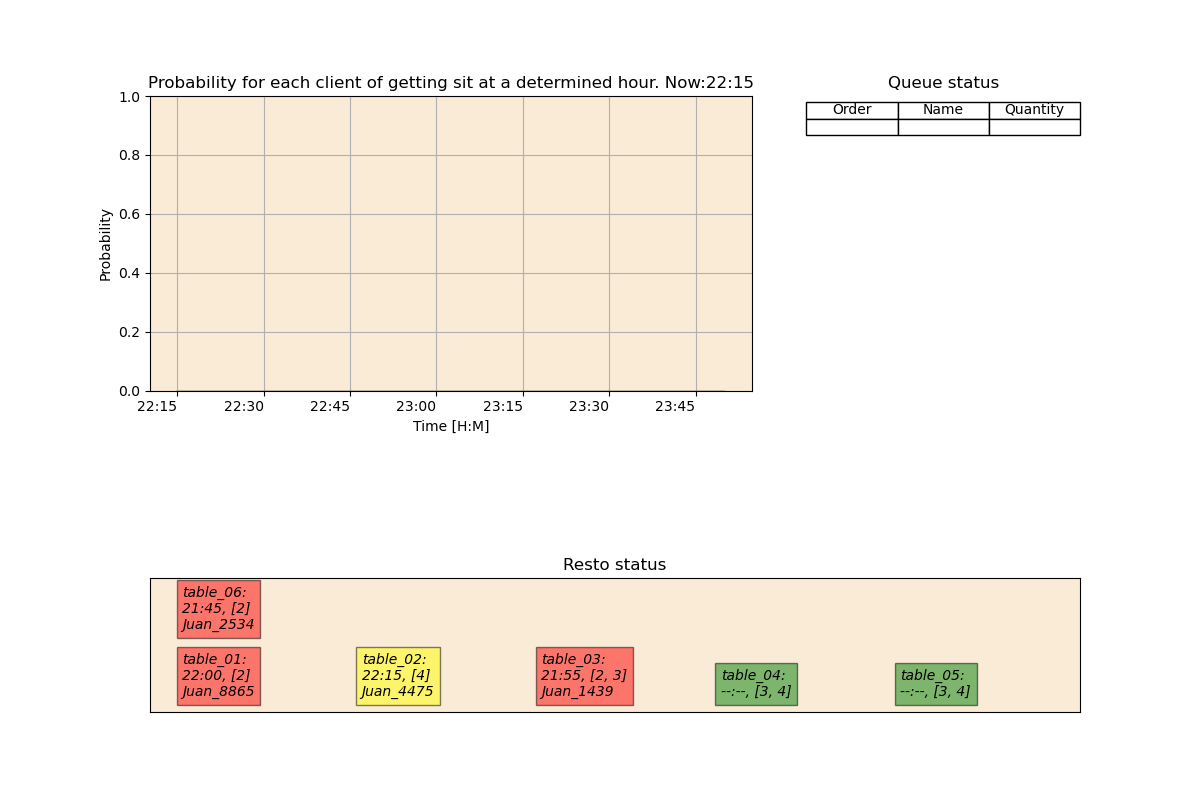 Probability for each client of getting sit at a determined hour. Now:22:15
1.0
0.8
0.6
0.4
0.2
0.0
Probability
22:15 22:30 22:45 23:00 23:15 23:30 23:45
Time [H:M]
Queue status
Order Name Quantity
Resto status
table_06:
21:45, [2]
Juan_2534
table_01:
22:00, [2]
Juan_8865
table_02:
22:15, [4]
Juan_4475
table_03:
21:55, [2, 3]
Juan_1439
table_04:
--:--, [3, 4]
table_05:
--:--, [3, 4]